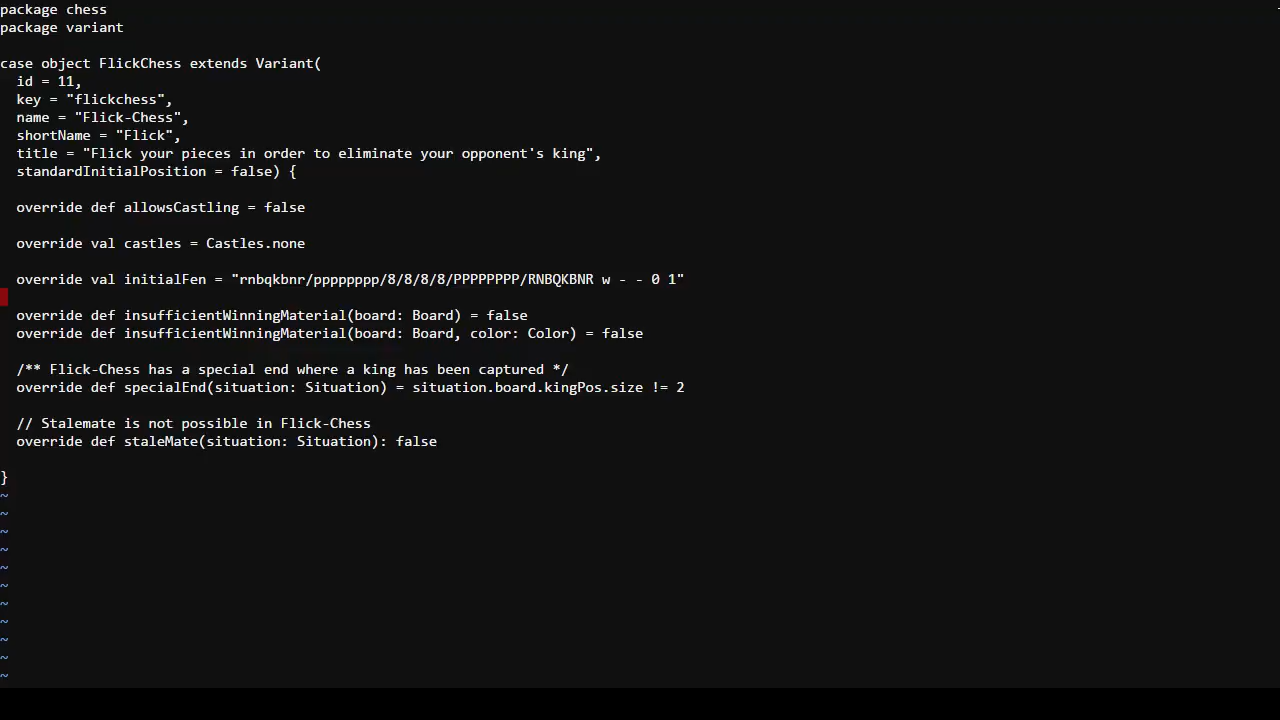 package chess
package variant
case object FlickChess extends Variant(
id = 11,
key = "flickchess",
name = "Flick-Chess",
shortName = "Flick",
title = "Flick your pieces in order to eliminate your opponent's king",
standardInitialPosition = false) {
override def allowsCastling = false
override val castles = Castles.none
override val initialFen = "rnbqkbnr/pppppppp/8/8/8/8/PPPPPPPP/RNBQKBNR w - - 0 1"
override def insufficientWinningMaterial(board: Board) = false
override def insufficientWinningMaterial(board: Board, color: Color) = false
/** Flick-Chess has a special end where a king has been captured */
override def specialEnd(situation: Situation) = situation.board.kingPos.size != 2
// Stalemate is not possible in Flick-Chess
override def staleMate(situation: Situation): false
}
~
~
~
~
~
~
~
~
~
~
~